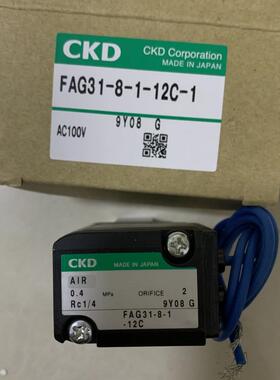 CKD
CKD Corporation
MADE IN JAPAN
FAG31-8-1-12C-1
9Y08 G
AC100V
CKD
MADE IN JAPAN
AIR
0.4 MPa ORIFICE 2
Rc1/4 9Y08 G
FAG31-8-1
-12C